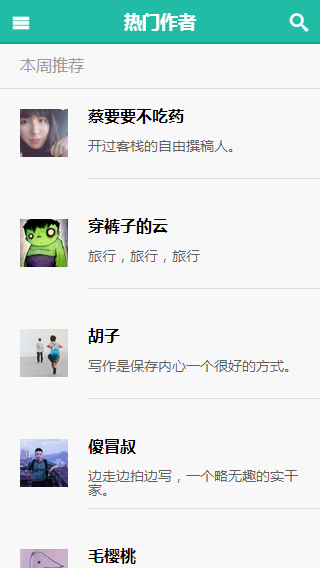 热门作者
本周推荐
蔡要要不吃药
开过客栈的自由撰稿人。
穿裤子的云
旅行，旅行，旅行
胡子
写作是保存内心一个很好的方式。
傻冒叔
边走边拍边写，一个略无趣的实干
家。
毛樱桃